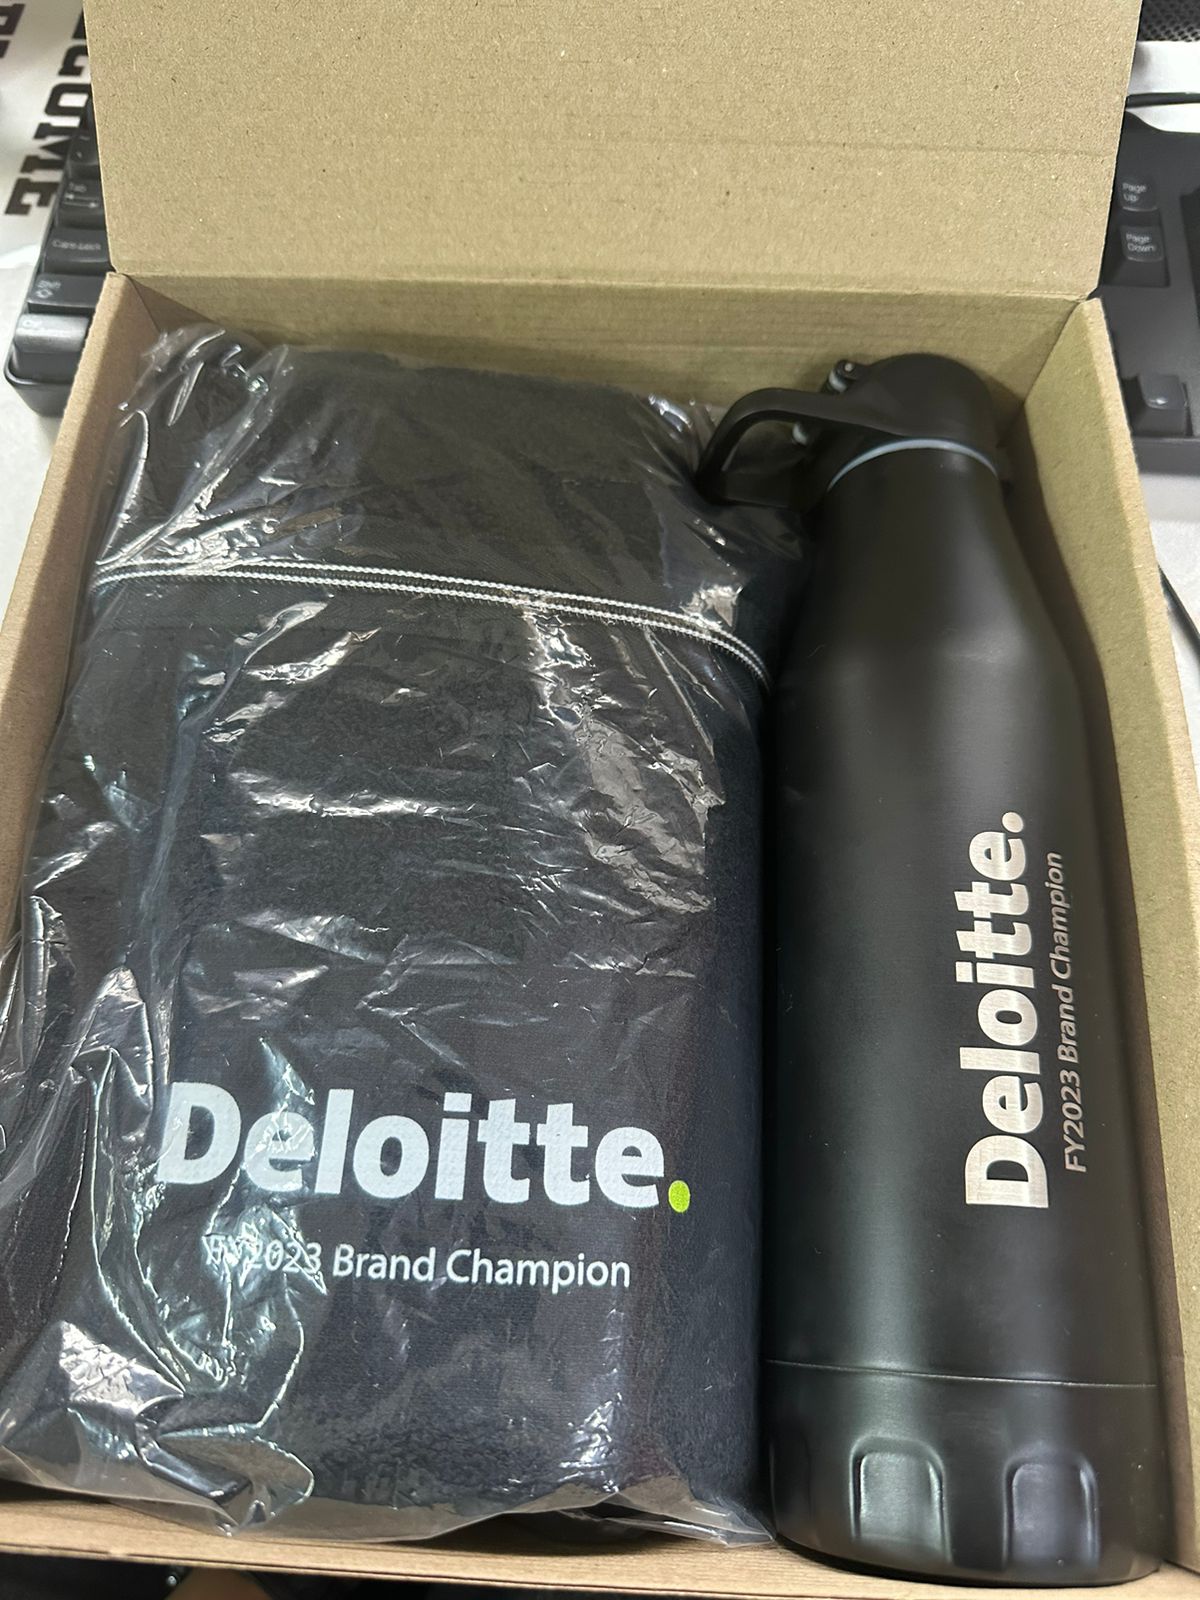 Deloitte.
FY2023 Brand Champion
Deloitte.
FY2023 Brand Champion
Page
Up
Page
Down
Tab
Caps Lock